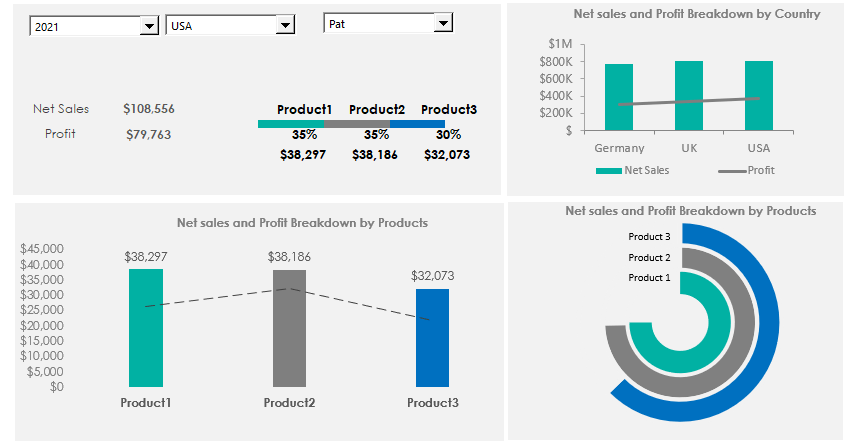 2021 USA Pat
Net Sales $108,556
Profit $79,763
Product1 Product2 Product3
35% 35% 30%
$38,297 $38,186 $32,073
Net sales and Profit Breakdown by Country
$1M
$800K
$600K
$400K
$200K
$
Germany UK USA
Net Sales Profit
Net sales and Profit Breakdown by Products
$45,000
$40,000
$35,000
$30,000
$25,000
$20,000
$15,000
$10,000
$5,000
$0
$38,297 $38,186 $32,073
Product1 Product2 Product3
Net sales and Profit Breakdown by Products
Product 3
Product 2
Product 1